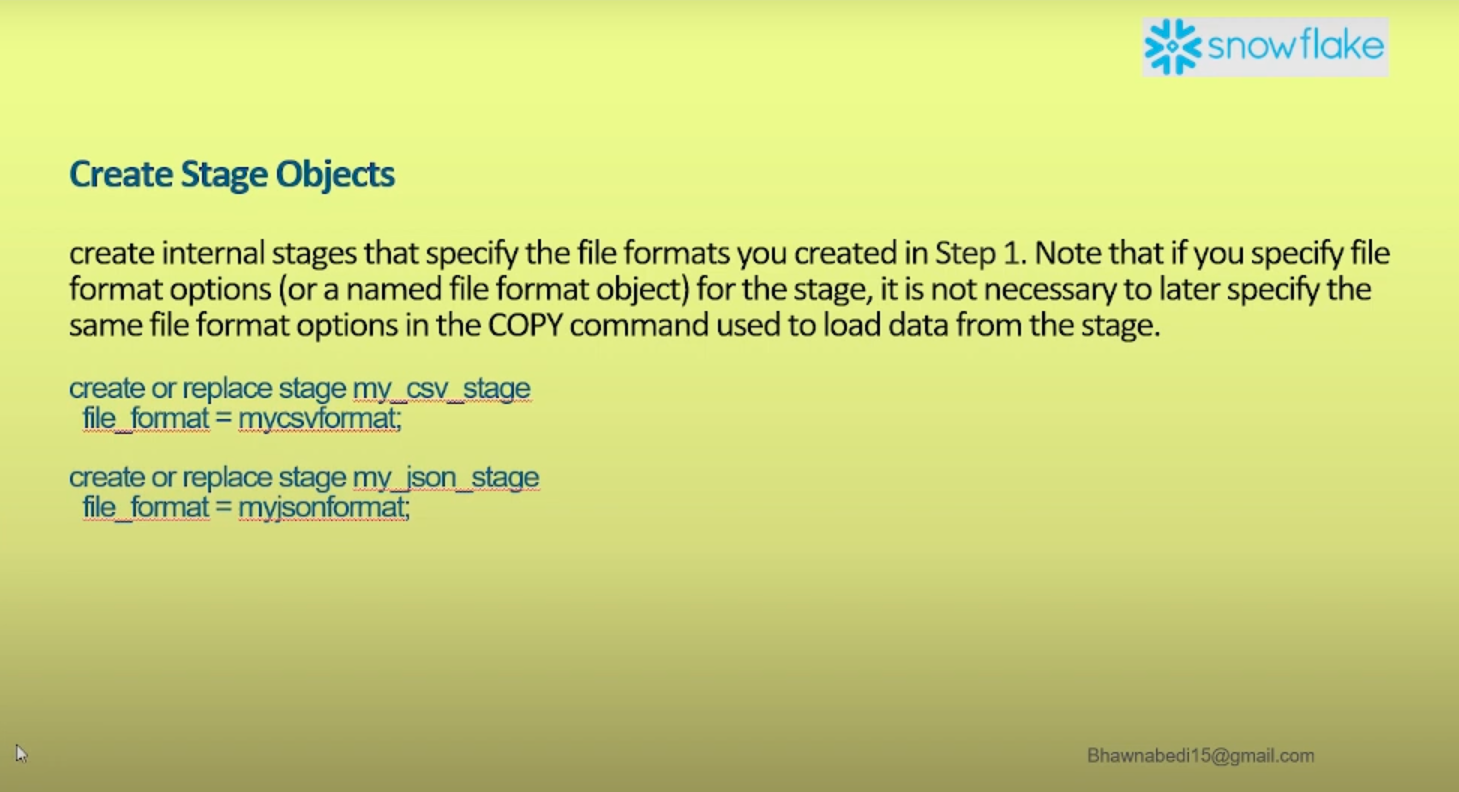 snowflake
Create Stage Objects
create internal stages that specify the file formats you created in Step 1. Note that if you specify file
format options (or a named file format object) for the stage, it is not necessary to later specify the
same file format options in the COPY command used to load data from the stage.
create or replace stage my_csv_stage
file_format = mycsvformat;
create or replace stage my_json_stage
file_format = myjsonformat;
Bhawnabedi15@gmail.com